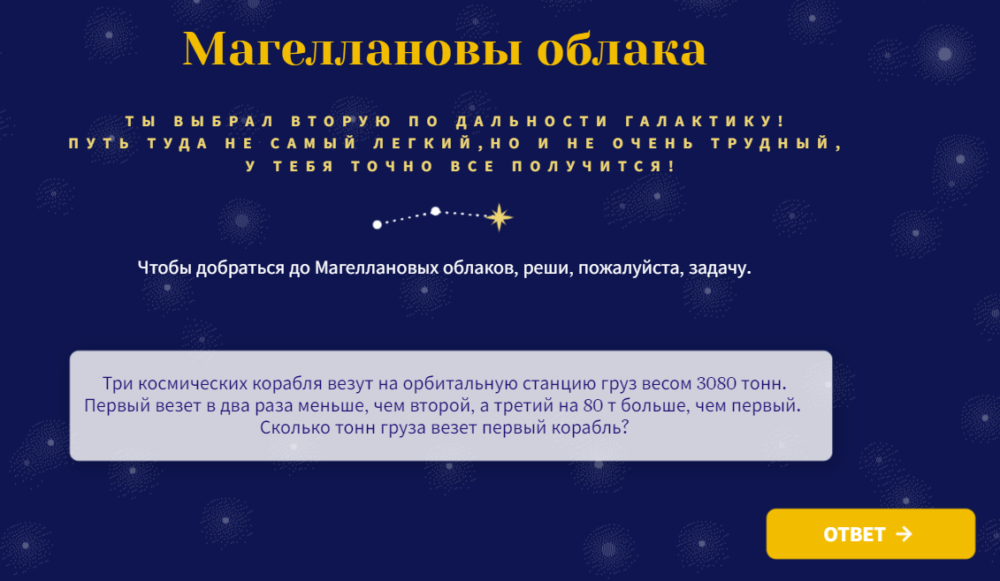 Магеллановы облака
ТЫ ВЫБРАЛ ВТОРУЮ ПО ДАЛЬНОСТИ ГАЛАКТИКУ!
ПУТЬ ТУДА НЕ САМЫЙ ЛЕГКИЙ,НО И НЕ ОЧЕНЬ ТРУДНЫЙ,
У ТЕБЯ ТОЧНО ВСЕ ПОЛУЧИТСЯ!
Чтобы добраться до Магеллановых облаков, реши, пожалуйста, задачу.
Три космических корабля везут на орбитальную станцию груз весом 3080 тонн.
Первый везет в два раза меньше, чем второй, а третий на 80 т больше, чем первый.
Сколько тонн груза везет первый корабль?
ОТВЕТ →